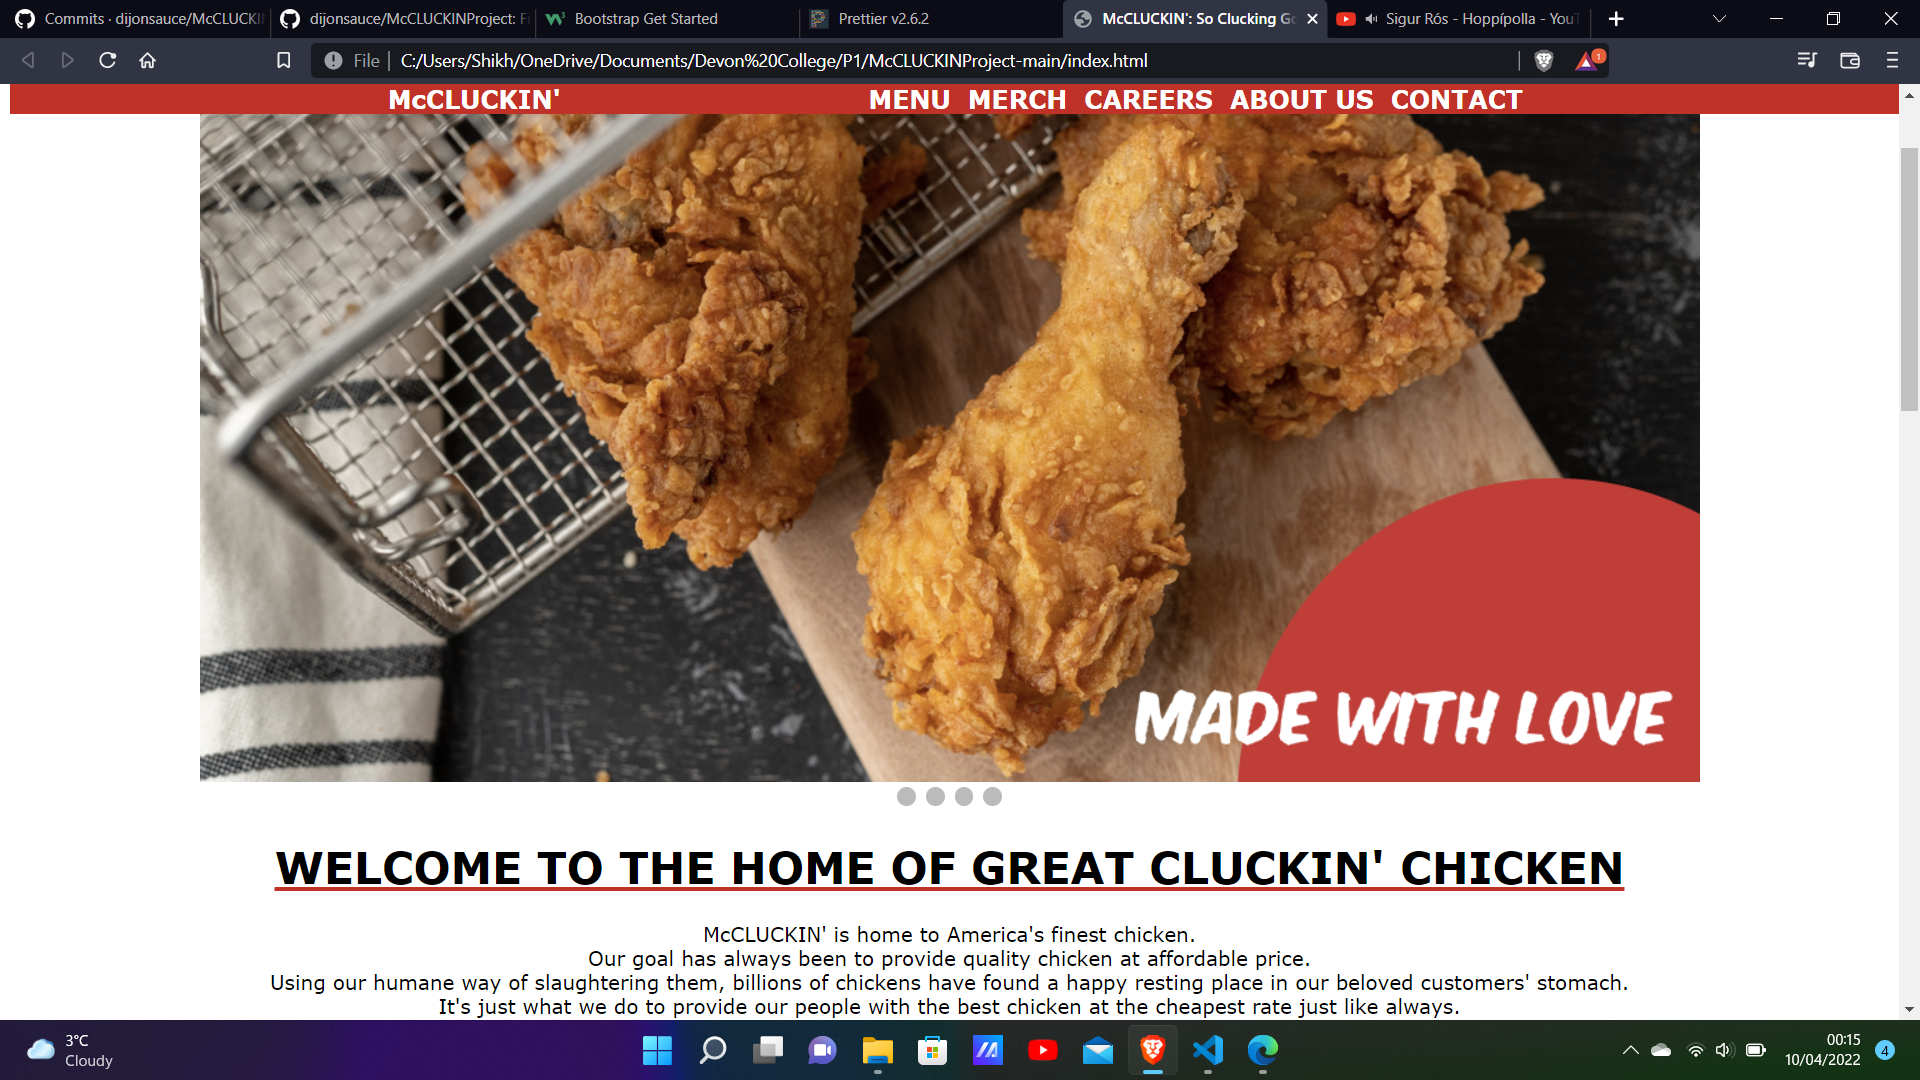 Commits · dijonsauce/McCLUCKIN
dijonsauce/McCLUCKINProject: F
Bootstrap Get Started
Prettier v2.6.2
McCLUCKIN': So Clucking Go
Sigur Rós - Hoppípolla - YouT
File
C:/Users/Shikh/OneDrive/Documents/Devon%20College/P1/McCLUCKINProject-main/index.html
1
McCLUCKIN'
MENU MERCH CAREERS ABOUT US CONTACT
MADE WITH LOVE
WELCOME TO THE HOME OF GREAT CLUCKIN' CHICKEN
McCLUCKIN' is home to America's finest chicken.
Our goal has always been to provide quality chicken at affordable price.
Using our humane way of slaughtering them, billions of chickens have found a happy resting place in our beloved customers' stomach.
It's just what we do to provide our people with the best chicken at the cheapest rate just like always.
3°C
Cloudy
00:15
10/04/2022
4